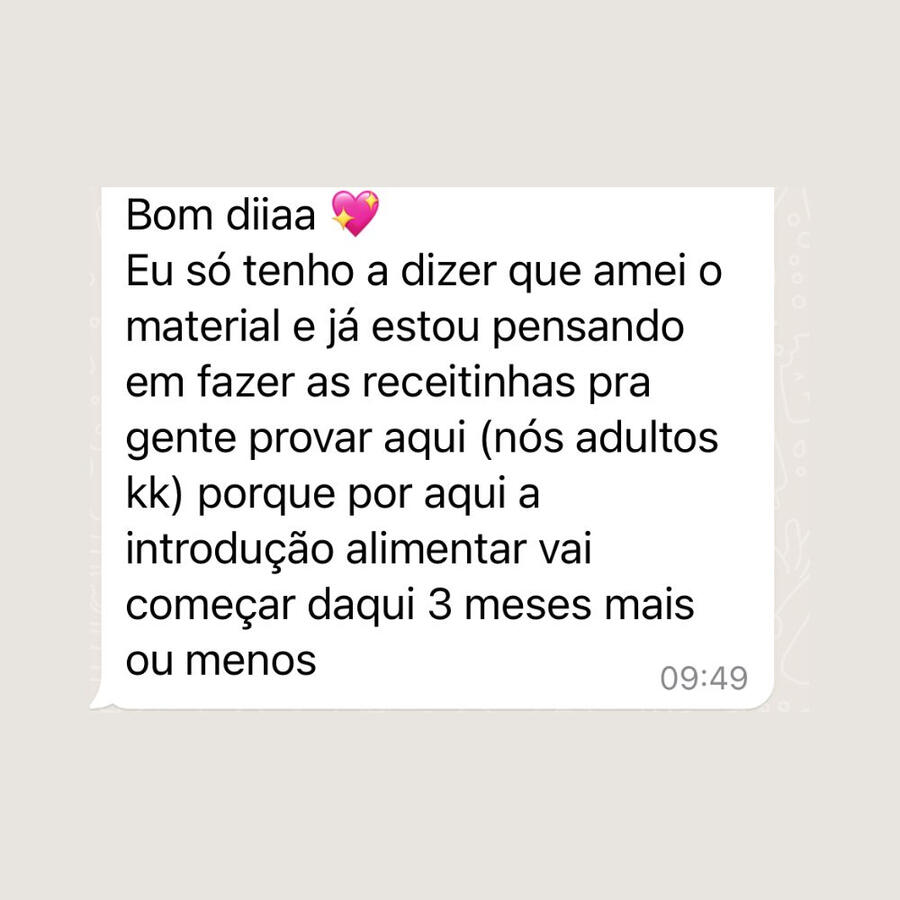 Bom diiaa 💖
Eu só tenho a dizer que amei o
material e já estou pensando
em fazer as receitinhas pra
gente provar aqui (nós adultos
kk) porque por aqui a
introdução alimentar vai
começar daqui 3 meses mais
ou menos
09:49